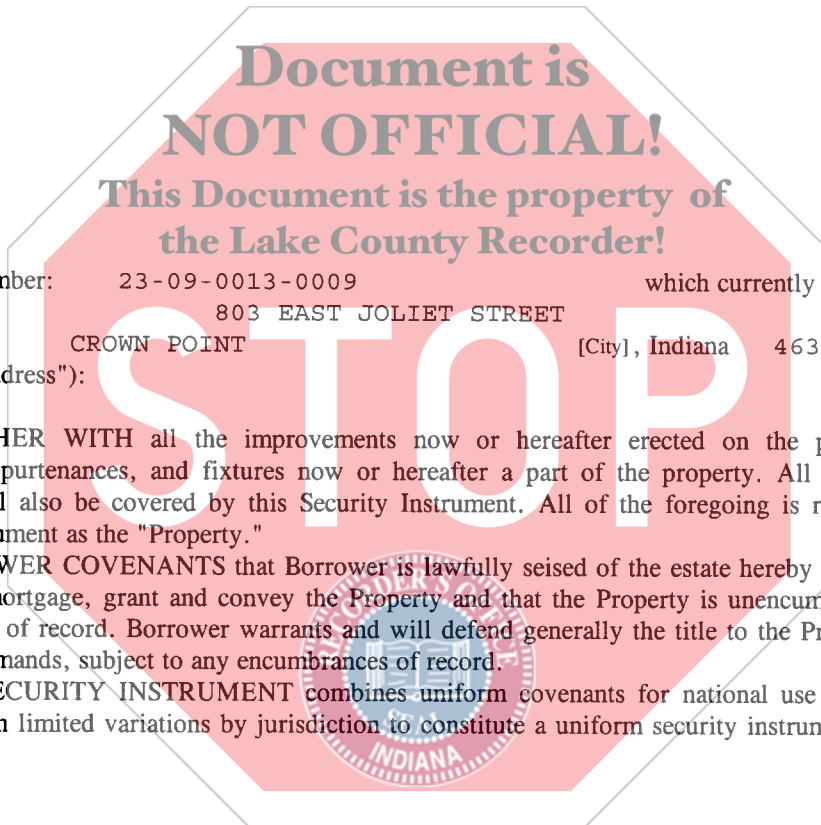 Document is
NOT OFFICIAL!
This Document is the property of
the Lake County Recorder!
nber: 23-09-0013-0009 which currently
803 EAST JOLIET STREET
CROWN POINT [City], Indiana 463
dress"):
STOP
HER WITH all the improvements now or hereafter erected on the p
purtenances, and fixtures now or hereafter a part of the property. All
l also be covered by this Security Instrument. All of the foregoing is r
ument as the "Property."
WER COVENANTS that Borrower is lawfully seised of the estate hereby
ortgage, grant and convey the Property and that the Property is unencum
of record. Borrower warrants and will defend generally the title to the Pr
mands, subject to any encumbrances of record.
ECURITY INSTRUMENT combines uniform covenants for national use
n limited variations by jurisdiction to constitute a uniform security instrum
RECORDER'S OFFICE
SEAL
INDIANA